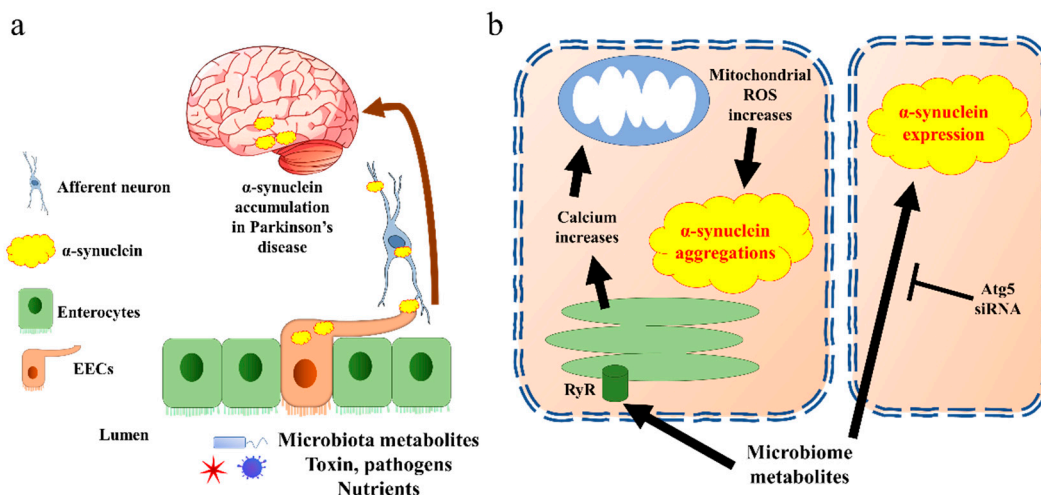 a
α-synuclein
accumulation
in Parkinson's
disease
Afferent neuron
α-synuclein
Enterocytes
EECs
Lumen
Microbiota metabolites
Toxin, pathogens
Nutrients
b
Mitochondrial
ROS
increases
Calcium
increases
α-synuclein
aggregations
RyR
α-synuclein
expression
Atg5
siRNA
Microbiome
metabolites